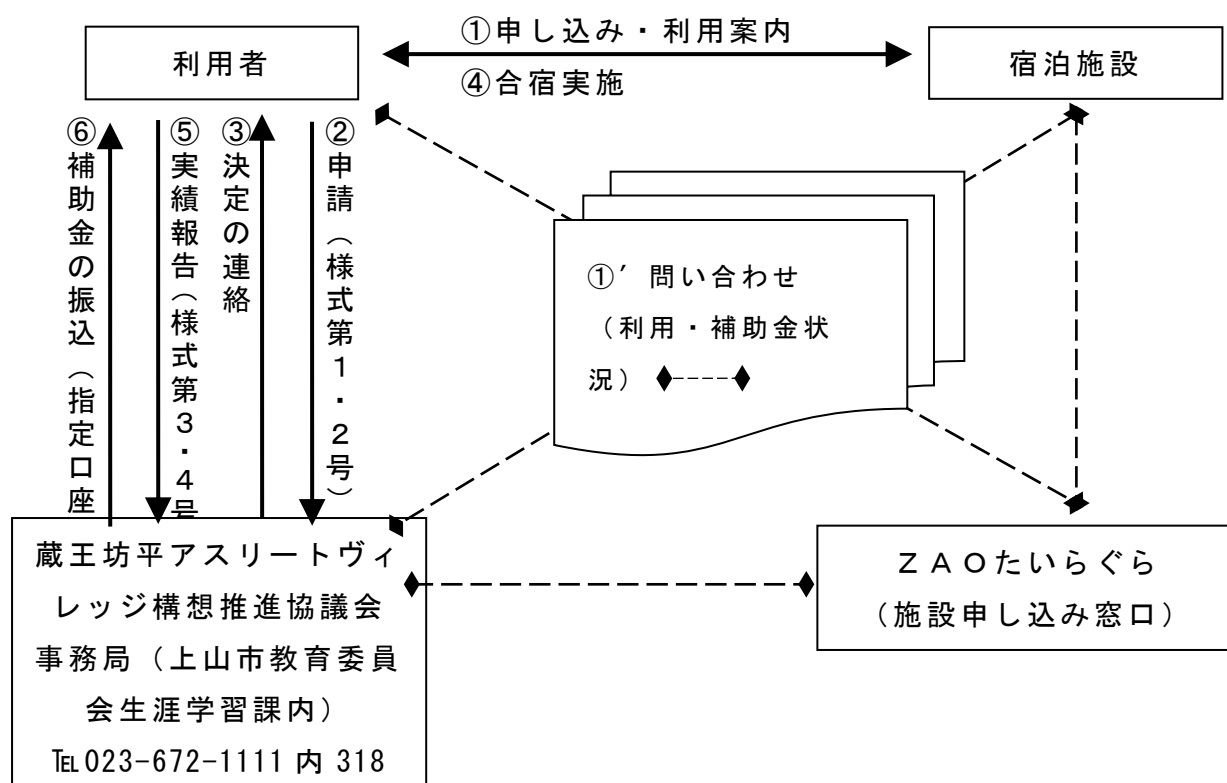 利用者
①申し込み・利用案内
④合宿実施
宿泊施設
⑥補助金の振込（指定口座
⑤実績報告（様式第３・４号
③決定の連絡
②申請（様式第１・２号）
①′問い合わせ
（利用・補助金状
況）
蔵王坊平アスリートヴィ
レッジ構想推進協議会
事務局（上山市教育委員
会生涯学習課内）
℡023-672-1111 内 318
ＺＡＯたいらぐら
（施設申し込み窓口）